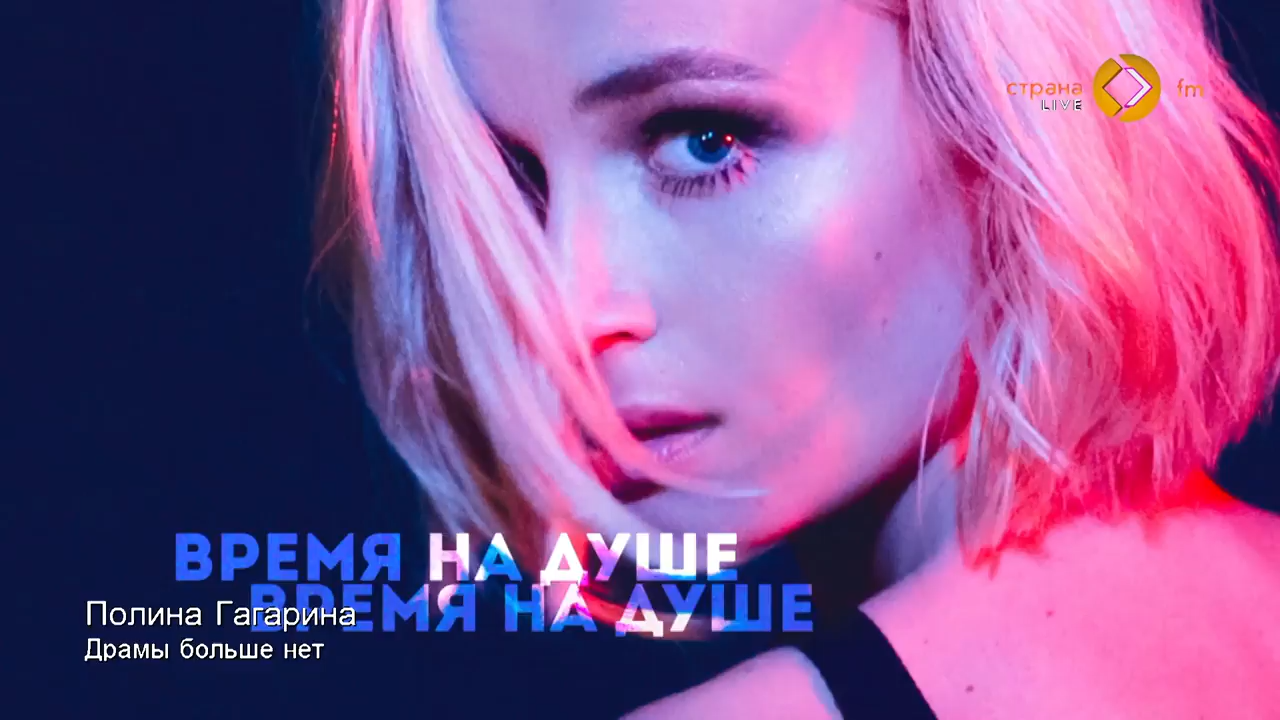 страна fm
LIVE
ВРЕМЯ НА ДУШЕ
ВРЕМЯ НА ДУШЕ
Полина Гагарина
Драмы больше нет